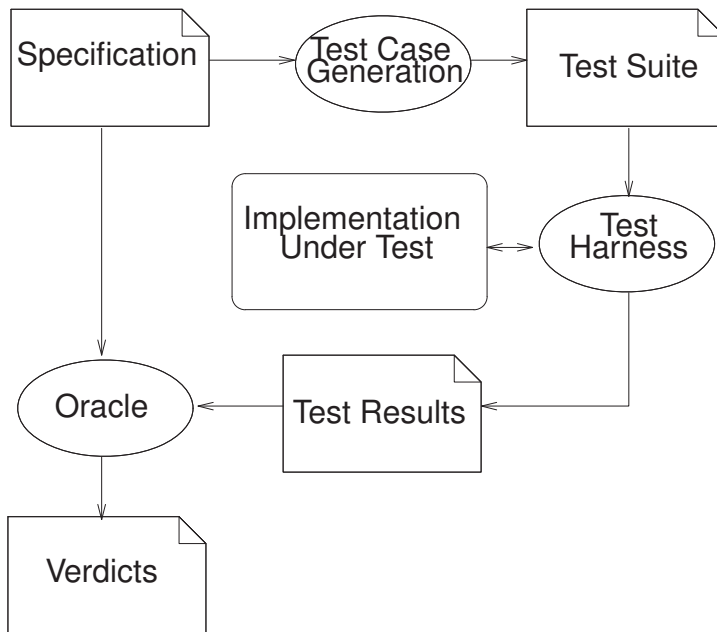 Specification
Test Case
Generation
Test Suite
Implementation
Under Test
Test
Harness
Oracle
Test Results
Verdicts